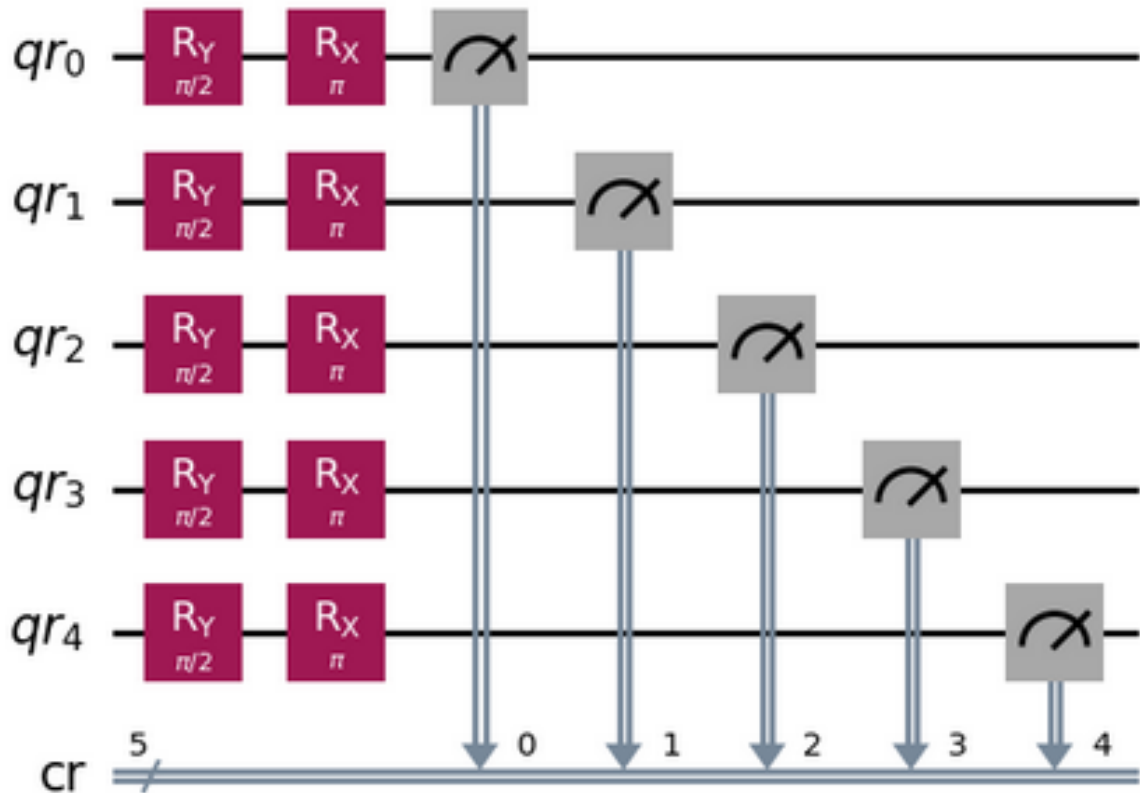 qr0 RY π/2 RX π
qr1 RY π/2 RX π
qr2 RY π/2 RX π
qr3 RY π/2 RX π
qr4 RY π/2 RX π
5 0 1 2 3 4
cr